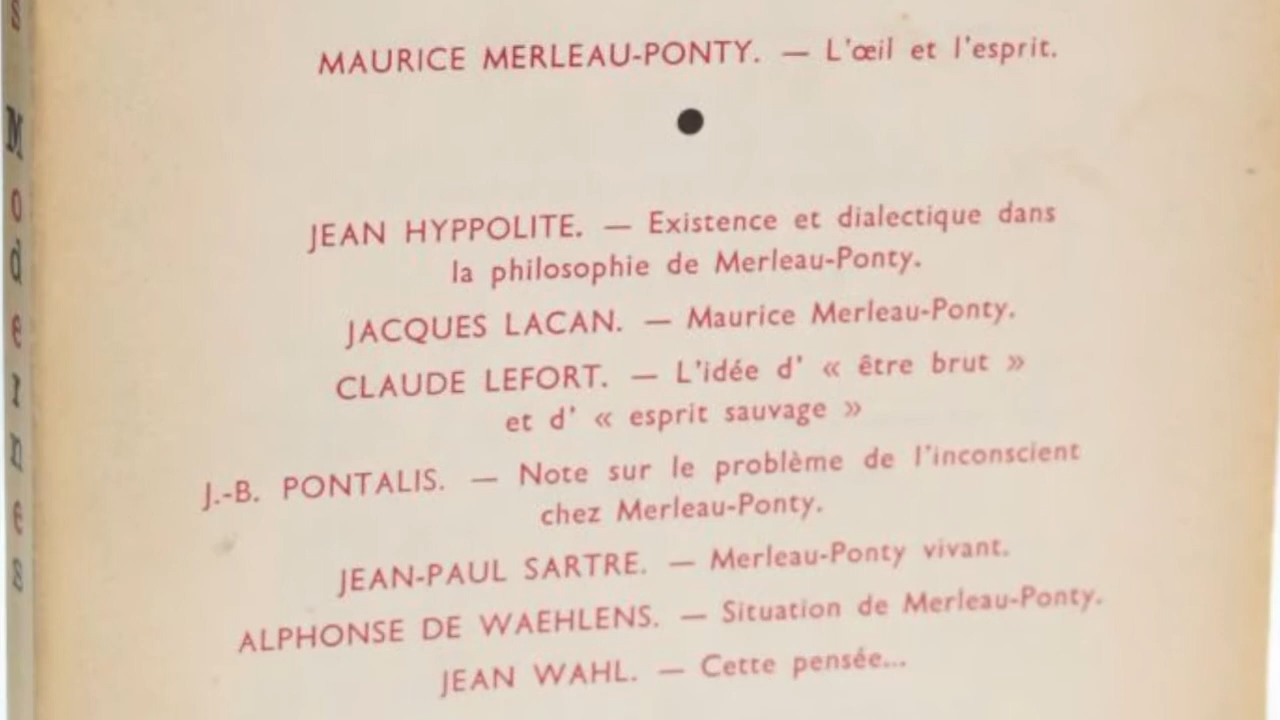 MAURICE MERLEAU-PONTY. — L'œil et l'esprit.
JEAN HYPPOLITE. — Existence et dialectique dans
la philosophie de Merleau-Ponty.
JACQUES LACAN. — Maurice Merleau-Ponty.
CLAUDE LEFORT. — L'idée d' « être brut »
et d' « esprit sauvage »
J.-B. PONTALIS. — Note sur le problème de l'inconscient
chez Merleau-Ponty.
JEAN-PAUL SARTRE. — Merleau-Ponty vivant.
ALPHONSE DE WAEHLENS. — Situation de Merleau-Ponty.
JEAN WAHL. — Cette pensée...
s Modernes